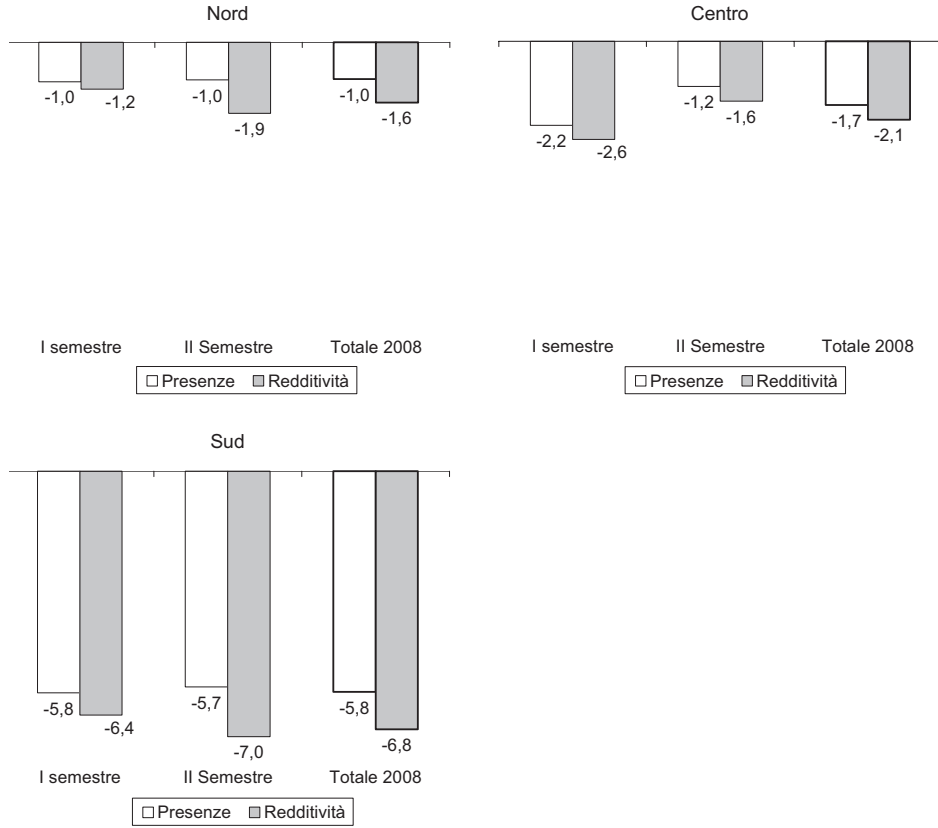 Nord
-1,0
-1,2
-1,0
-1,9
-1,0
-1,6
I semestre II Semestre Totale 2008
Presenze Redditività
Centro
-2,2
-2,6
-1,2
-1,6
-1,7
-2,1
I semestre II Semestre Totale 2008
Presenze Redditività
Sud
-5,8
-6,4
-5,7
-7,0
-5,8
-6,8
I semestre II Semestre Totale 2008
Presenze Redditività